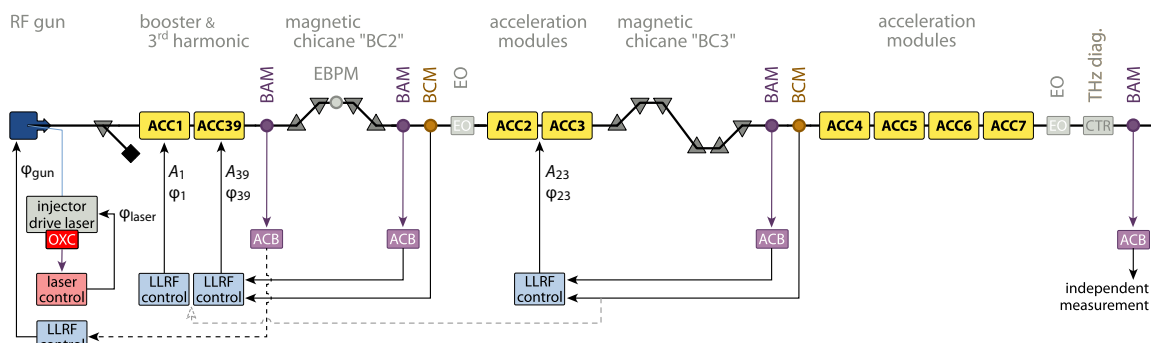 RF gun
booster &
3rd harmonic
magnetic
chicane "BC2"
acceleration
modules
magnetic
chicane "BC3"
acceleration
modules
BAM
EBPM
BAM
BCM
EO
BAM
BCM
EO
THz diag.
BAM
ACC1
ACC39
EO
ACC2
ACC3
ACC4
ACC5
ACC6
ACC7
EO
CTR
φgun
A1
φ1
A39
φ39
A23
φ23
injector
drive laser
φlaser
OXC
ACB
ACB
ACB
ACB
laser
control
LLRF
control
LLRF
control
LLRF
control
independent
measurement
LLRF
control